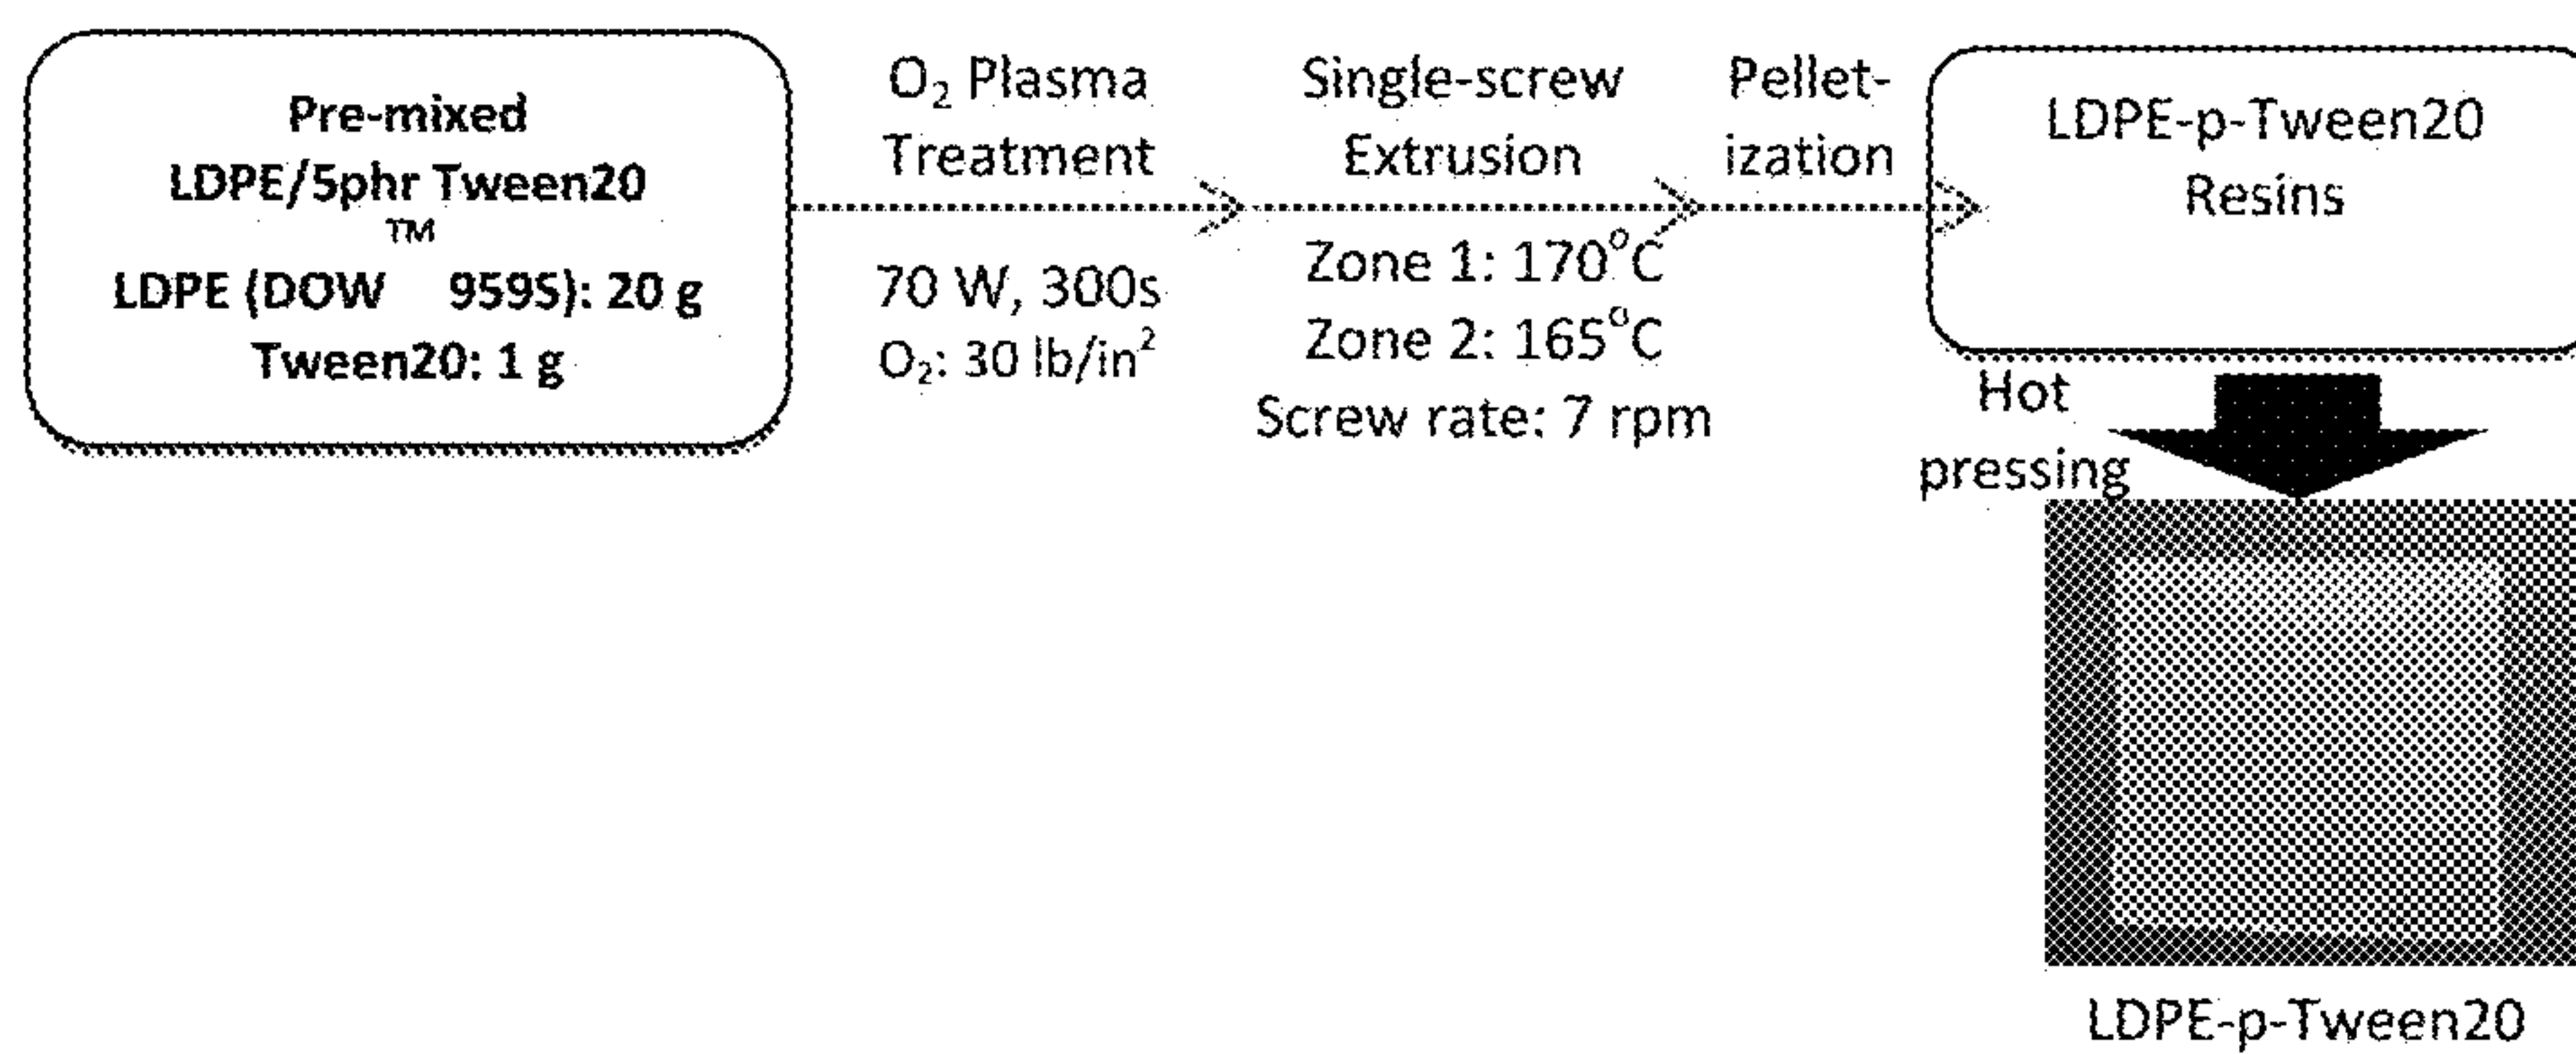 Pre-mixed
LDPE/5phr Tween20
TM
LDPE (DOW 959S): 20 g
Tween20: 1 g
O₂ Plasma
Treatment
70 W, 300s
O₂: 30 lb/in²
Single-screw
Extrusion
Zone 1: 170°C
Zone 2: 165°C
Screw rate: 7 rpm
Pellet-
ization
LDPE-p-Tween20
Resins
Hot
pressing
LDPE-p-Tween20